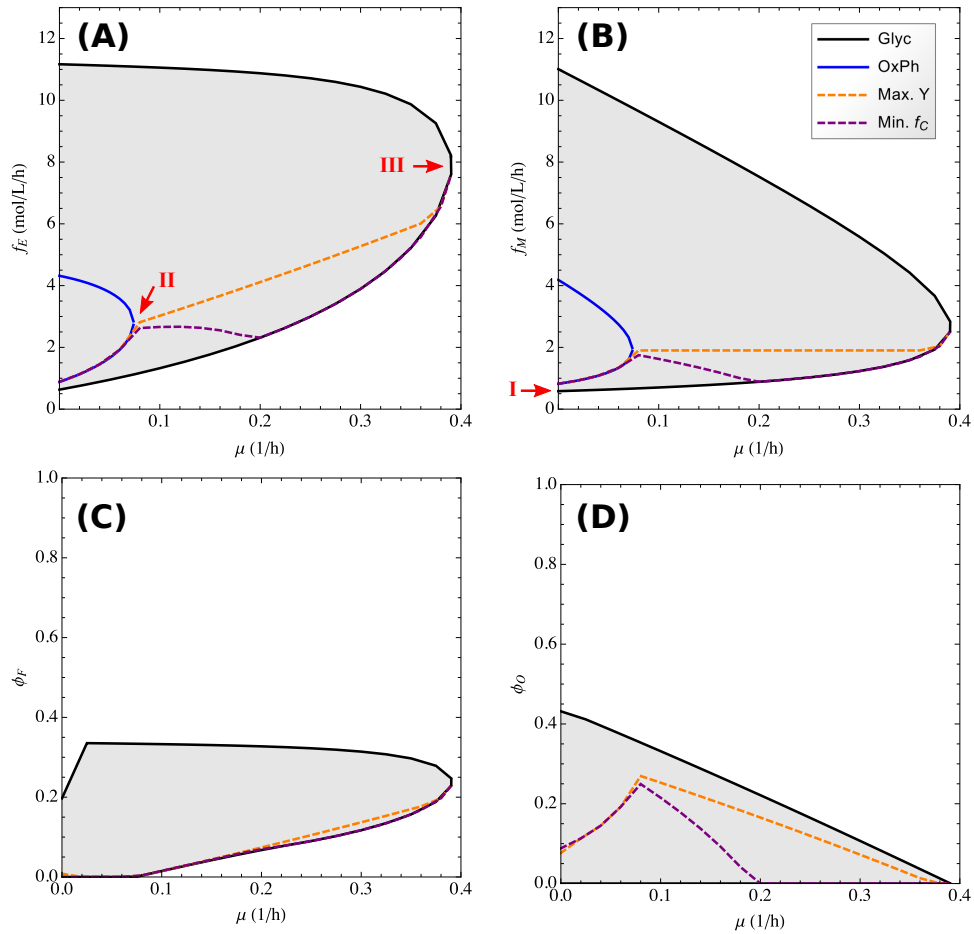 (A)
12
10
8
6
4
2
0
0.1
0.2
0.3
0.4
f_E (mol/L/h)
μ (1/h)
III
II
(B)
Glyc
OxPh
Max. Y
Min. f_C
12
10
8
6
4
2
0
0.1
0.2
0.3
0.4
f_M (mol/L/h)
μ (1/h)
I
(C)
1.0
0.8
0.6
0.4
0.2
0.0
0.0
0.1
0.2
0.3
0.4
ϕ_F
μ (1/h)
(D)
1.0
0.8
0.6
0.4
0.2
0.0
0.0
0.1
0.2
0.3
0.4
ϕ_O
μ (1/h)